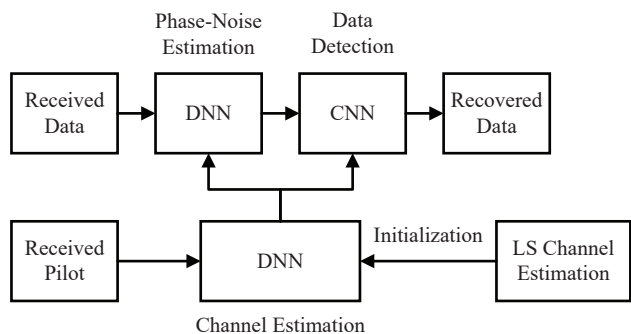 Phase-Noise
Estimation
Data
Detection
Received
Data
DNN
CNN
Recovered
Data
Received
Pilot
DNN
Initialization
LS Channel
Estimation
Channel Estimation